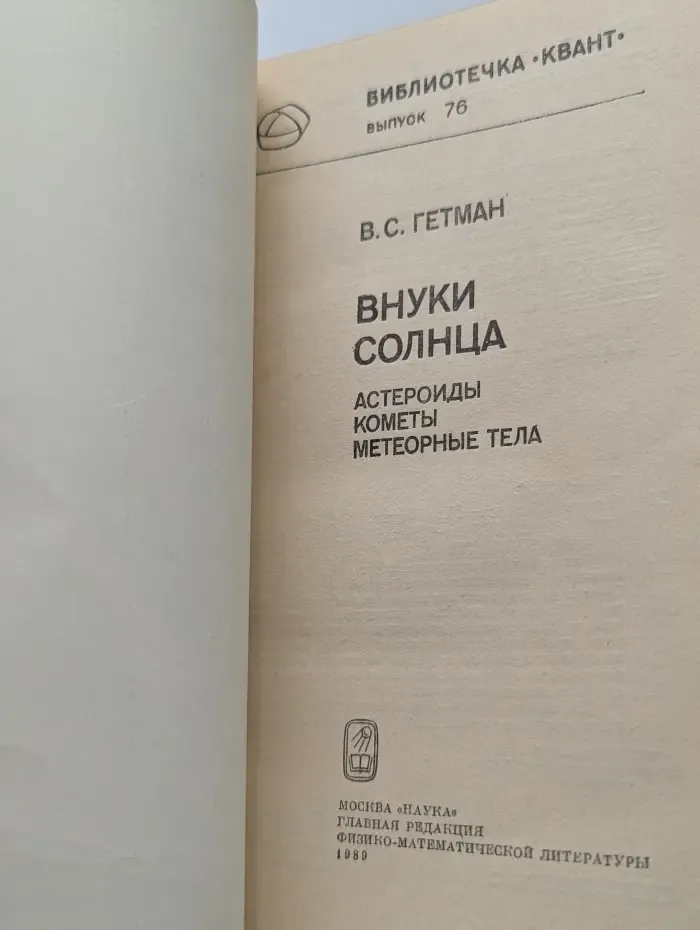 БИБЛИОТЕЧКА «КВАНТ»
ВЫПУСК 76
В. С. ГЕТМАН
ВНУКИ
СОЛНЦА
АСТЕРОИДЫ
КОМЕТЫ
МЕТЕОРНЫЕ ТЕЛА
МОСКВА «НАУКА»
ГЛАВНАЯ РЕДАКЦИЯ
ФИЗИКО-МАТЕМАТИЧЕСКОЙ ЛИТЕРАТУРЫ
1989